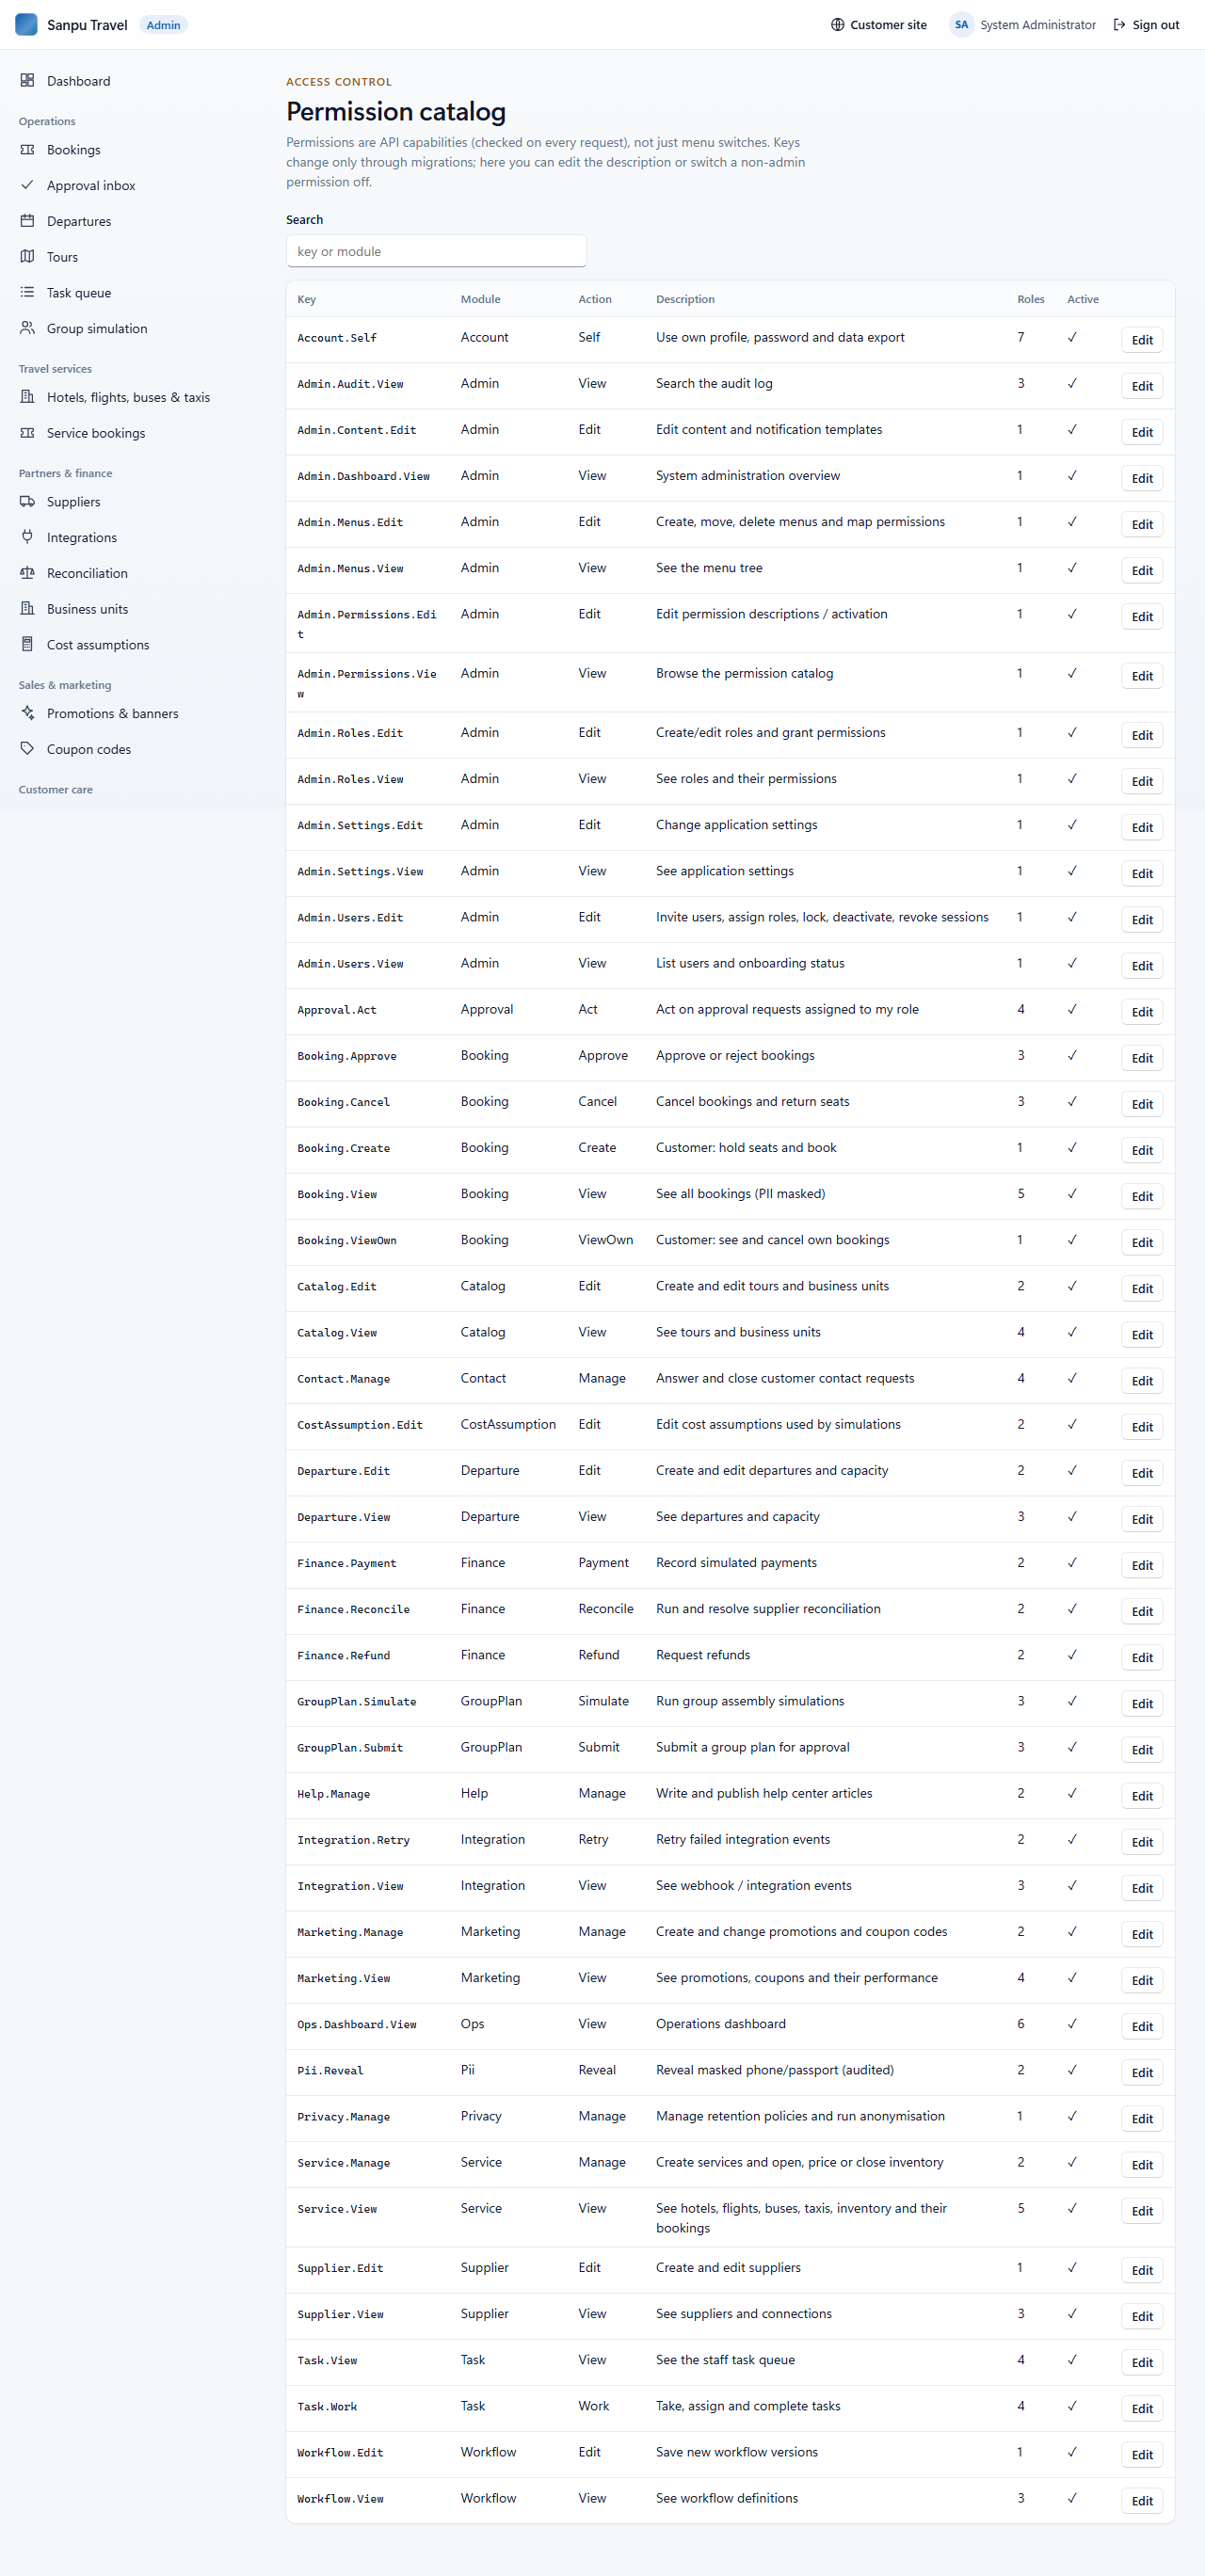 Sanpu Travel Admin Customer site SA System Administrator Sign out
Dashboard
Operations
Bookings
Approval inbox
Departures
Tours
Task queue
Group simulation
Travel services
Hotels, flights, buses & taxis
Service bookings
Partners & finance
Suppliers
Integrations
Reconciliation
Business units
Cost assumptions
Sales & marketing
Promotions & banners
Coupon codes
Customer care
ACCESS CONTROL
Permission catalog
Permissions are API capabilities (checked on every request), not just menu switches. Keys
change only through migrations; here you can edit the description or switch a non-admin
permission off.
Search
key or module
Key Module Action Description Roles Active
Account.Self Account Self Use own profile, password and data export 7 ✓ Edit
Admin.Audit.View Admin View Search the audit log 3 ✓ Edit
Admin.Content.Edit Admin Edit Edit content and notification templates 1 ✓ Edit
Admin.Dashboard.View Admin View System administration overview 1 ✓ Edit
Admin.Menus.Edit Admin Edit Create, move, delete menus and map permissions 1 ✓ Edit
Admin.Menus.View Admin View See the menu tree 1 ✓ Edit
Admin.Permissions.Edi Admin Edit Edit permission descriptions / activation 1 ✓ Edit
t
Admin.Permissions.Vie Admin View Browse the permission catalog 1 ✓ Edit
w
Admin.Roles.Edit Admin Edit Create/edit roles and grant permissions 1 ✓ Edit
Admin.Roles.View Admin View See roles and their permissions 1 ✓ Edit
Admin.Settings.Edit Admin Edit Change application settings 1 ✓ Edit
Admin.Settings.View Admin View See application settings 1 ✓ Edit
Admin.Users.Edit Admin Edit Invite users, assign roles, lock, deactivate, revoke sessions 1 ✓ Edit
Admin.Users.View Admin View List users and onboarding status 1 ✓ Edit
Approval.Act Approval Act Act on approval requests assigned to my role 4 ✓ Edit
Booking.Approve Booking Approve Approve or reject bookings 3 ✓ Edit
Booking.Cancel Booking Cancel Cancel bookings and return seats 3 ✓ Edit
Booking.Create Booking Create Customer: hold seats and book 1 ✓ Edit
Booking.View Booking View See all bookings (PII masked) 5 ✓ Edit
Booking.ViewOwn Booking ViewOwn Customer: see and cancel own bookings 1 ✓ Edit
Catalog.Edit Catalog Edit Create and edit tours and business units 2 ✓ Edit
Catalog.View Catalog View See tours and business units 4 ✓ Edit
Contact.Manage Contact Manage Answer and close customer contact requests 4 ✓ Edit
CostAssumption.Edit CostAssumption Edit Edit cost assumptions used by simulations 2 ✓ Edit
Departure.Edit Departure Edit Create and edit departures and capacity 2 ✓ Edit
Departure.View Departure View See departures and capacity 3 ✓ Edit
Finance.Payment Finance Payment Record simulated payments 2 ✓ Edit
Finance.Reconcile Finance Reconcile Run and resolve supplier reconciliation 2 ✓ Edit
Finance.Refund Finance Refund Request refunds 2 ✓ Edit
GroupPlan.Simulate GroupPlan Simulate Run group assembly simulations 3 ✓ Edit
GroupPlan.Submit GroupPlan Submit Submit a group plan for approval 3 ✓ Edit
Help.Manage Help Manage Write and publish help center articles 2 ✓ Edit
Integration.Retry Integration Retry Retry failed integration events 2 ✓ Edit
Integration.View Integration View See webhook / integration events 3 ✓ Edit
Marketing.Manage Marketing Manage Create and change promotions and coupon codes 2 ✓ Edit
Marketing.View Marketing View See promotions, coupons and their performance 4 ✓ Edit
Ops.Dashboard.View Ops View Operations dashboard 6 ✓ Edit
Pii.Reveal Pii Reveal Reveal masked phone/passport (audited) 2 ✓ Edit
Privacy.Manage Privacy Manage Manage retention policies and run anonymisation 1 ✓ Edit
Service.Manage Service Manage Create services and open, price or close inventory 2 ✓ Edit
Service.View Service View See hotels, flights, buses, taxis, inventory and their 5 ✓ Edit
bookings
Supplier.Edit Supplier Edit Create and edit suppliers 1 ✓ Edit
Supplier.View Supplier View See suppliers and connections 3 ✓ Edit
Task.View Task View See the staff task queue 4 ✓ Edit
Task.Work Task Work Take, assign and complete tasks 4 ✓ Edit
Workflow.Edit Workflow Edit Save new workflow versions 1 ✓ Edit
Workflow.View Workflow View See workflow definitions 3 ✓ Edit